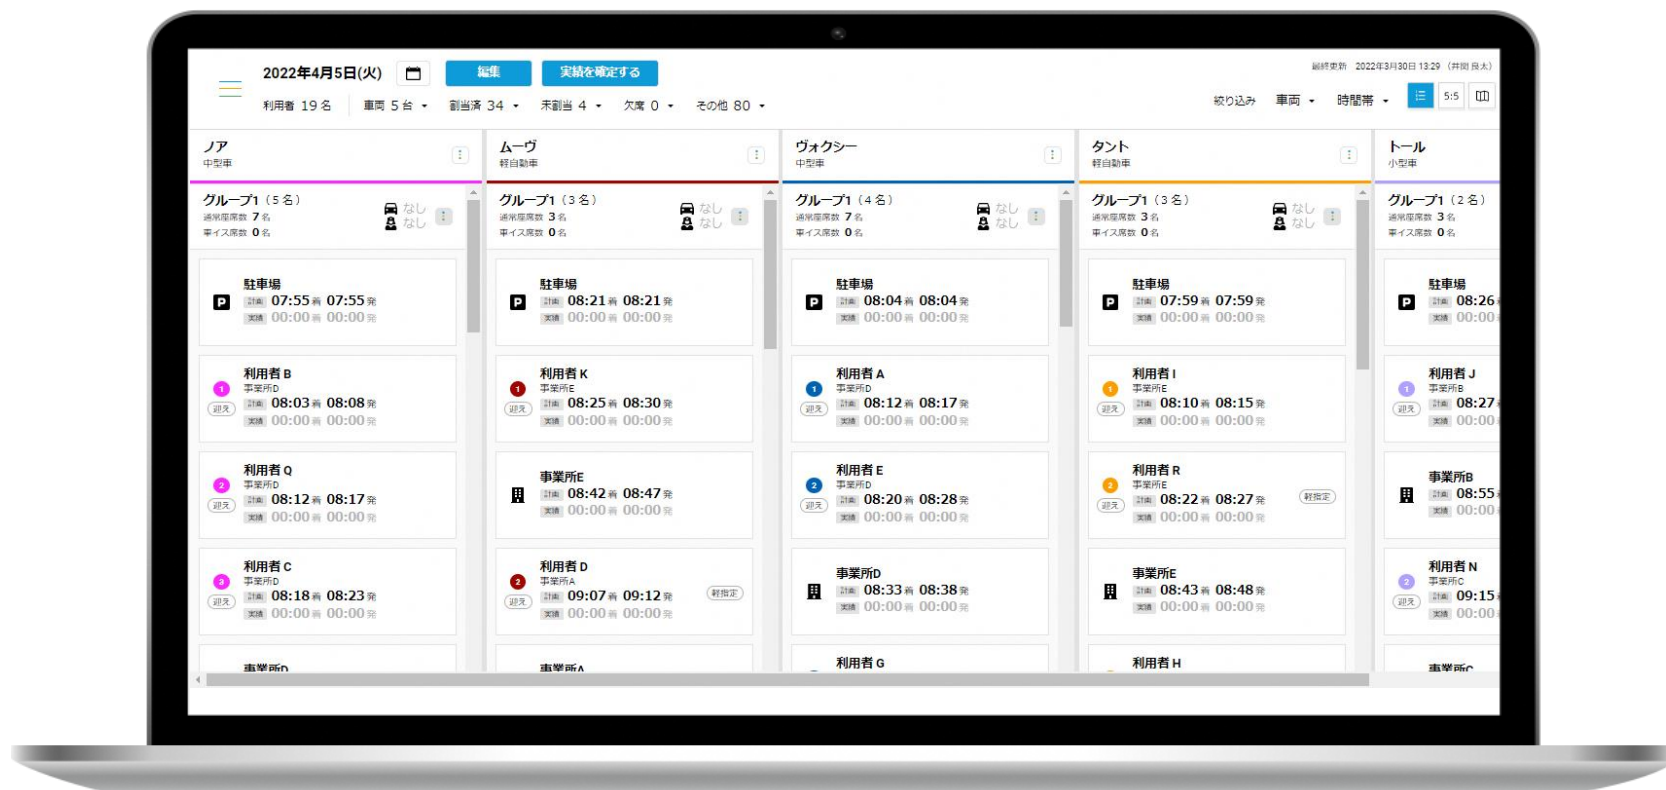 2022年4月5日(火)
編集
実績を確定する
最終更新 2022年3月30日 13:29
利用者 19 名
車両 5 台
割当済 34
未割当 4
欠席 0
その他 80
絞り込み
車両
時間帯
5:5
ノア
中型車
グループ1（5 名）
通常座席数 7 名
車イス席数 0 名
なし
なし
駐車場
計画 07:55 着 07:55 発
実績 00:00 着 00:00 発
1
迎え
利用者 B
事業所D
計画 08:03 着 08:08 発
実績 00:00 着 00:00 発
2
迎え
利用者 Q
事業所D
計画 08:12 着 08:17 発
実績 00:00 着 00:00 発
3
迎え
利用者 C
事業所D
計画 08:18 着 08:23 発
実績 00:00 着 00:00 発
事業所D
ムーヴ
軽自動車
グループ1（3 名）
通常座席数 3 名
車イス席数 0 名
なし
なし
P
駐車場
計画 08:21 着 08:21 発
実績 00:00 着 00:00 発
1
迎え
利用者 K
事業所E
計画 08:25 着 08:30 発
実績 00:00 着 00:00 発
事業所E
計画 08:42 着 08:47 発
実績 00:00 着 00:00 発
2
迎え
利用者 D
事業所A
計画 09:07 着 09:12 発
実績 00:00 着 00:00 発
軽指定
事業所A
ヴォクシー
中型車
グループ1（4 名）
通常座席数 7 名
車イス席数 0 名
なし
なし
P
駐車場
計画 08:04 着 08:04 発
実績 00:00 着 00:00 発
1
迎え
利用者 A
事業所D
計画 08:12 着 08:17 発
実績 00:00 着 00:00 発
2
迎え
利用者 E
事業所D
計画 08:20 着 08:28 発
実績 00:00 着 00:00 発
事業所D
計画 08:33 着 08:38 発
実績 00:00 着 00:00 発
利用者 G
タント
軽自動車
グループ1（3 名）
通常座席数 3 名
車イス席数 0 名
なし
なし
P
駐車場
計画 07:59 着 07:59 発
実績 00:00 着 00:00 発
1
迎え
利用者 I
事業所E
計画 08:10 着 08:15 発
実績 00:00 着 00:00 発
2
迎え
利用者 R
事業所E
計画 08:22 着 08:27 発
実績 00:00 着 00:00 発
軽指定
事業所E
計画 08:43 着 08:48 発
実績 00:00 着 00:00 発
利用者 H
トール
小型車
グループ1（2 名）
通常座席数 3 名
車イス席数 0 名
P
駐車場
計画 08:26
実績 00:00
1
迎え
利用者 J
事業所B
計画 08:27
実績 00:00
事業所B
計画 08:55
実績 00:00
2
迎え
利用者 N
事業所C
計画 09:15
実績 00:00
事業所C